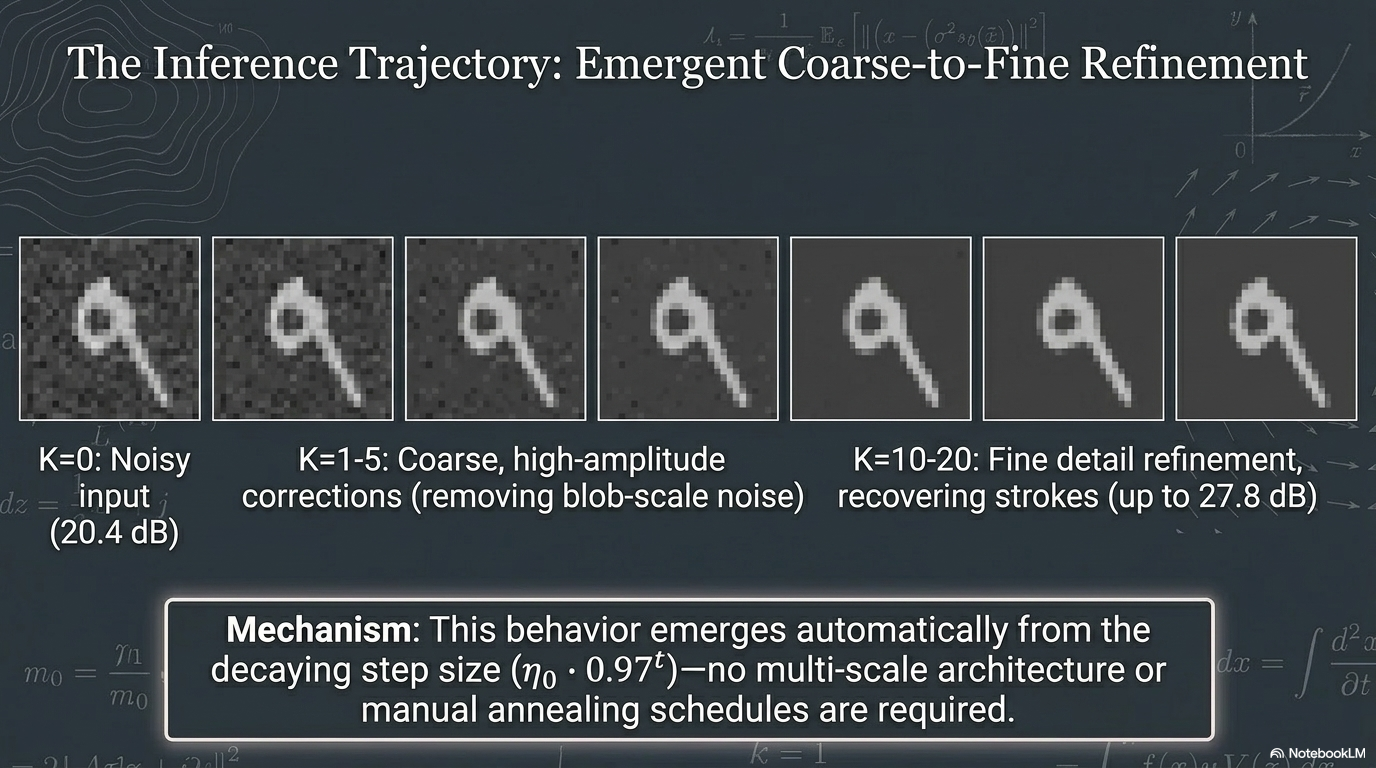 The Inference Trajectory: Emergent Coarse-to-Fine Refinement
K=0: Noisy
input
(20.4 dB)
K=1-5: Coarse, high-amplitude
corrections (removing blob-scale noise)
K=10-20: Fine detail refinement,
recovering strokes (up to 27.8 dB)
Mechanism: This behavior emerges automatically from the
decaying step size (η₀ · 0.97ᵗ)—no multi-scale architecture or
manual annealing schedules are required.
y
0
x
k = 1
NotebookLM